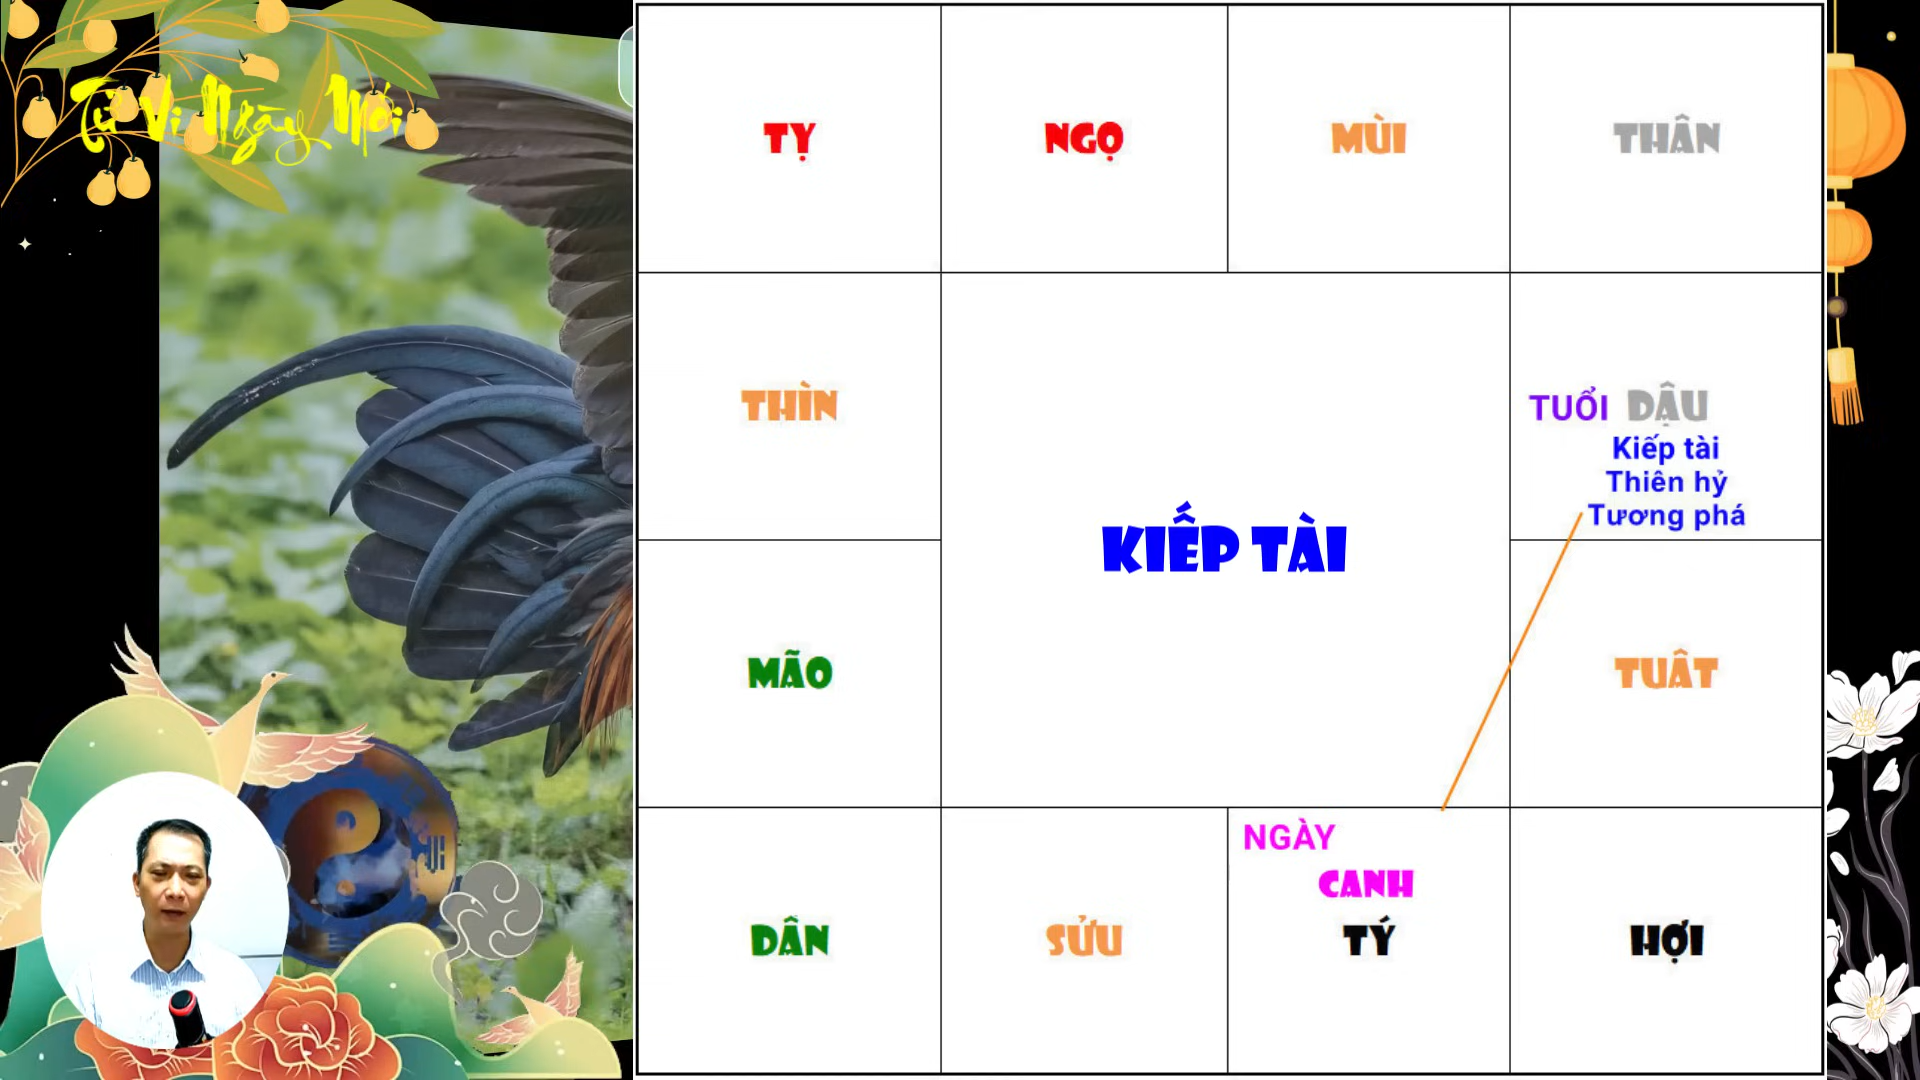 Tử Vi Ngày Mới
TỴ
NGỌ
MÙI
THÂN
THÌN
TUỔI DẬU
Kiếp tài
Thiên hỷ
Tương phá
KIẾP TÀI
MÃO
TUẤT
DẦN
SỬU
NGÀY
CANH
TÝ
HỢI